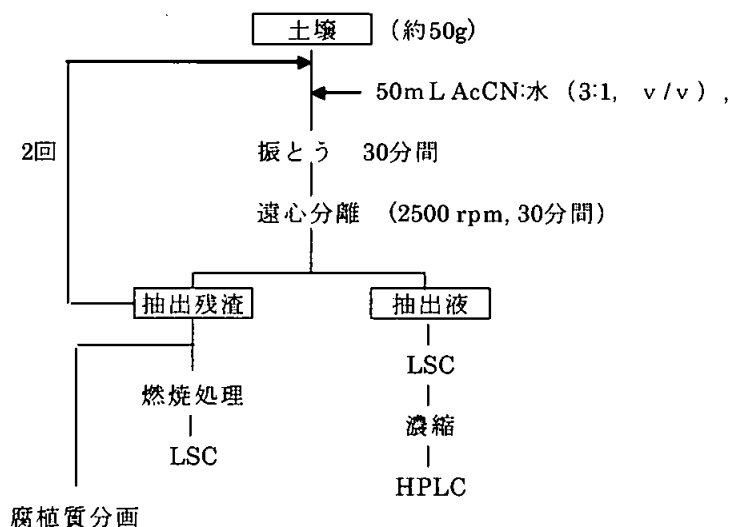 土壌 (約50g)
50mL AcCN:水 (3:1, v/v),
2回
振とう 30分間
遠心分離 (2500 rpm, 30分間)
抽出残渣
抽出液
LSC
燃焼処理
濃縮
LSC
HPLC
腐植質分画